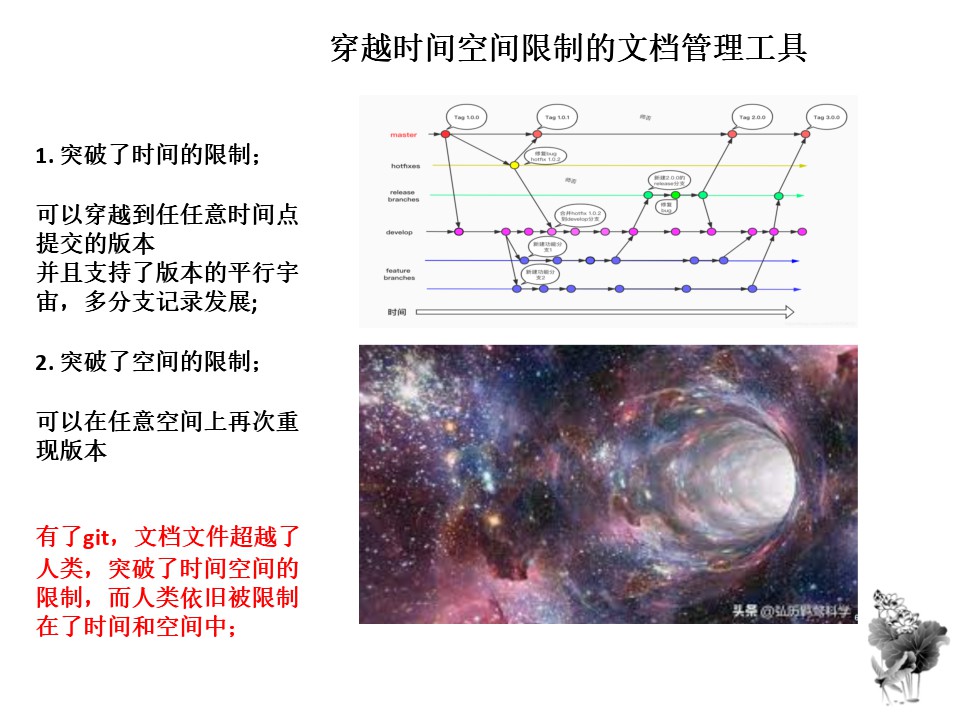 穿越时间空间限制的文档管理工具
1. 突破了时间的限制；
可以穿越到任任意时间点
提交的版本
并且支持了版本的平行宇
宙，多分支记录发展;
2. 突破了空间的限制；
可以在任意空间上再次重
现版本
有了git，文档文件超越了
人类，突破了时间空间的
限制，而人类依旧被限制
在了时间和空间中；
Tag 1.0.0
Tag 1.0.1
Tag 2.0.0
Tag 3.0.0
master
修复bug
hotfix 1.0.2
hotfixes
新建2.0.0的
release分支
release
branches
修复
bug
合并hotfix 1.0.2
到develop分支
develop
新建功能分
支1
feature
branches
新建功能分
支2
时间
头条 @弘历
科学